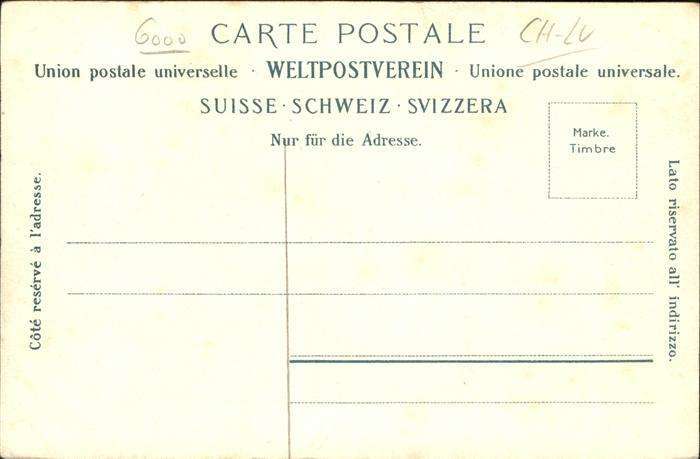 6000 CARTE POSTALE CH-LU
Union postale universelle · WELTPOSTVEREIN · Unione postale universale.
SUISSE · SCHWEIZ · SVIZZERA
Nur für die Adresse.
Marke.
Timbre
Côté resérvé à l'adresse.
Lato riservato all' indirizzo.